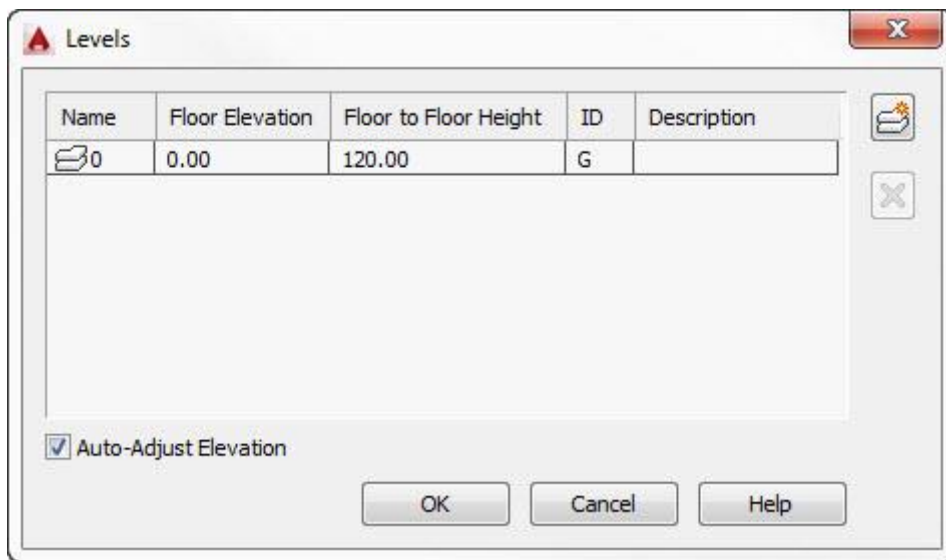 Levels
Name Floor Elevation Floor to Floor Height ID Description
0 0.00 120.00 G
Auto-Adjust Elevation
OK Cancel Help